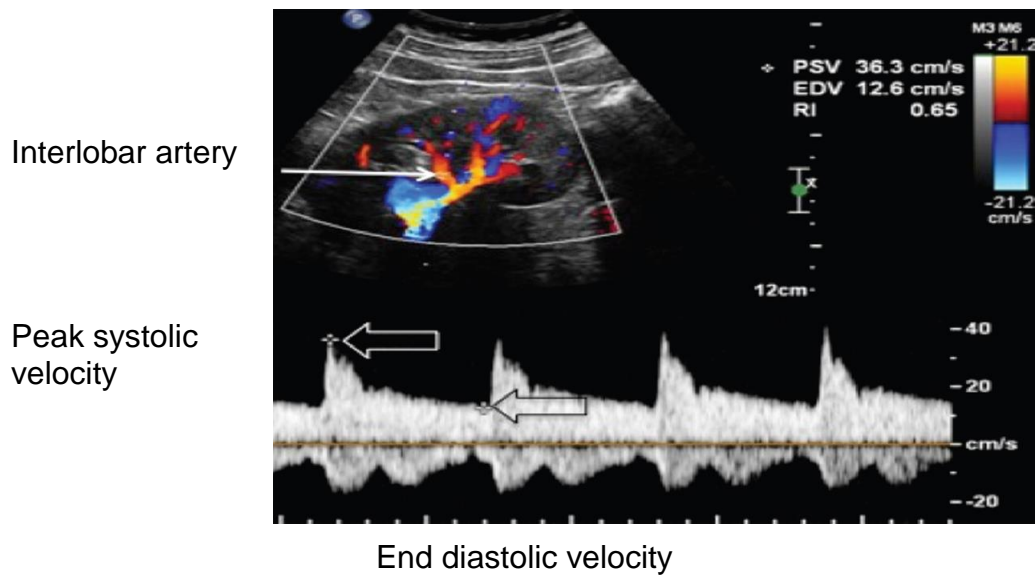 M3 M6
+21.2
PSV 36.3 cm/s
EDV 12.6 cm/s
RI 0.65
Interlobar artery
x
-21.2
cm/s
12cm-
Peak systolic
velocity
-40
-20
-cm/s
--20
End diastolic velocity